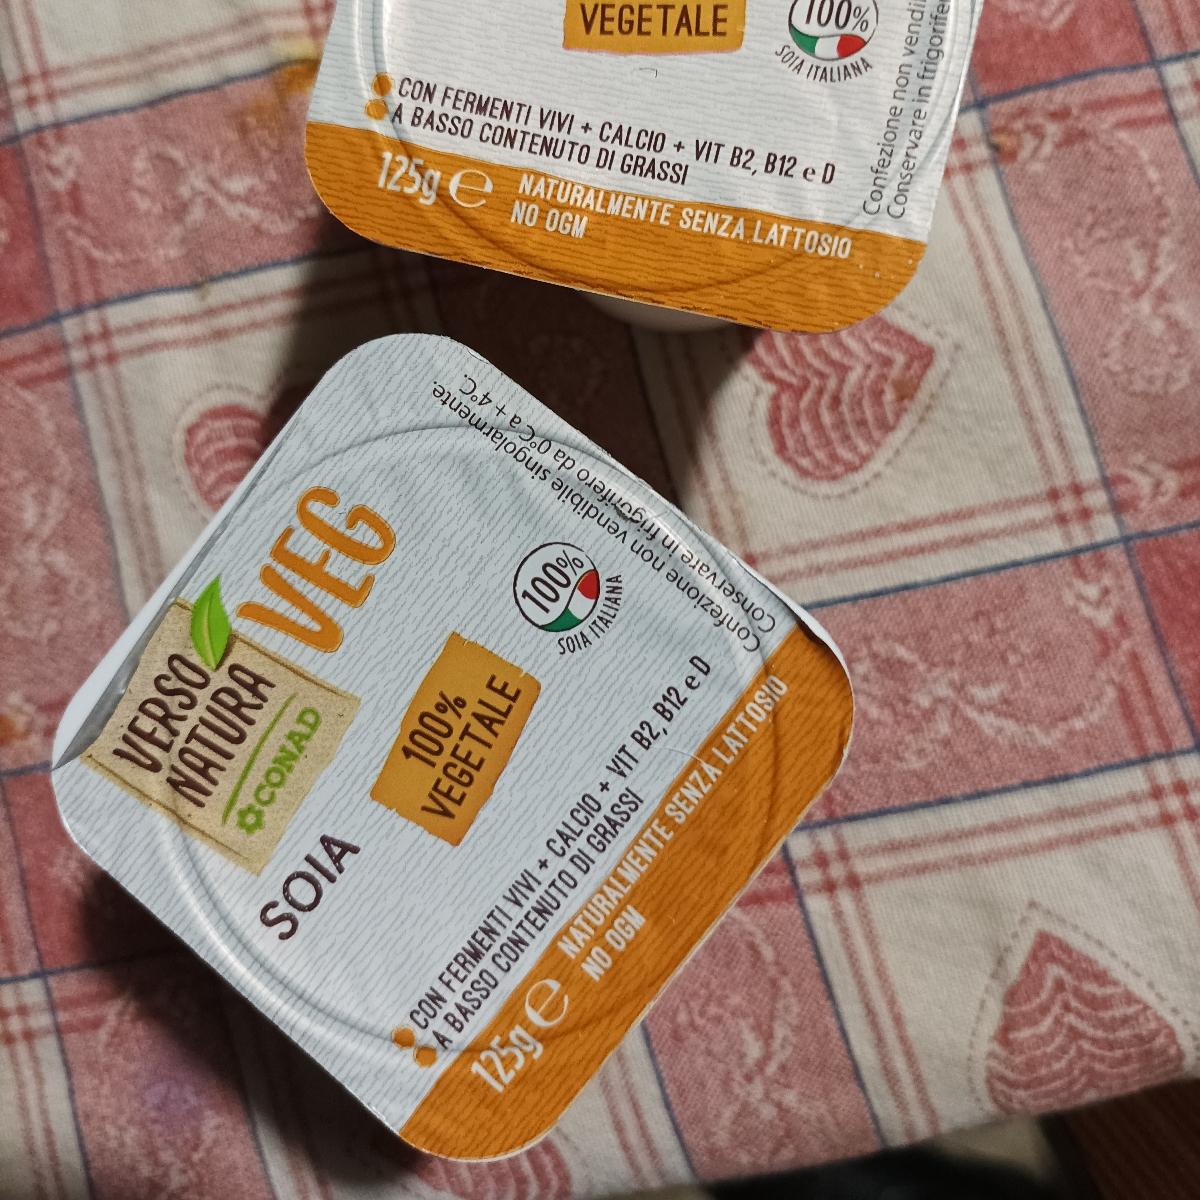 VEGETALE
100%
SOIA ITALIANA
CON FERMENTI VIVI + CALCIO + VIT B2, B12 e D
A BASSO CONTENUTO DI GRASSI
125g e
NATURALMENTE SENZA LATTOSIO
NO OGM
Confezione non vendi
Conservare in frigorifer
VERSO
NATURA
CONAD
VEG
SOIA
100%
VEGETALE
100%
SOIA ITALIANA
Confezione non vendibile singolarmente.
Conservare in frigorifero da 0°C a +4°C.
CON FERMENTI VIVI + CALCIO + VIT B2, B12 e D
A BASSO CONTENUTO DI GRASSI
125g e
NATURALMENTE SENZA LATTOSIO
NO OGM